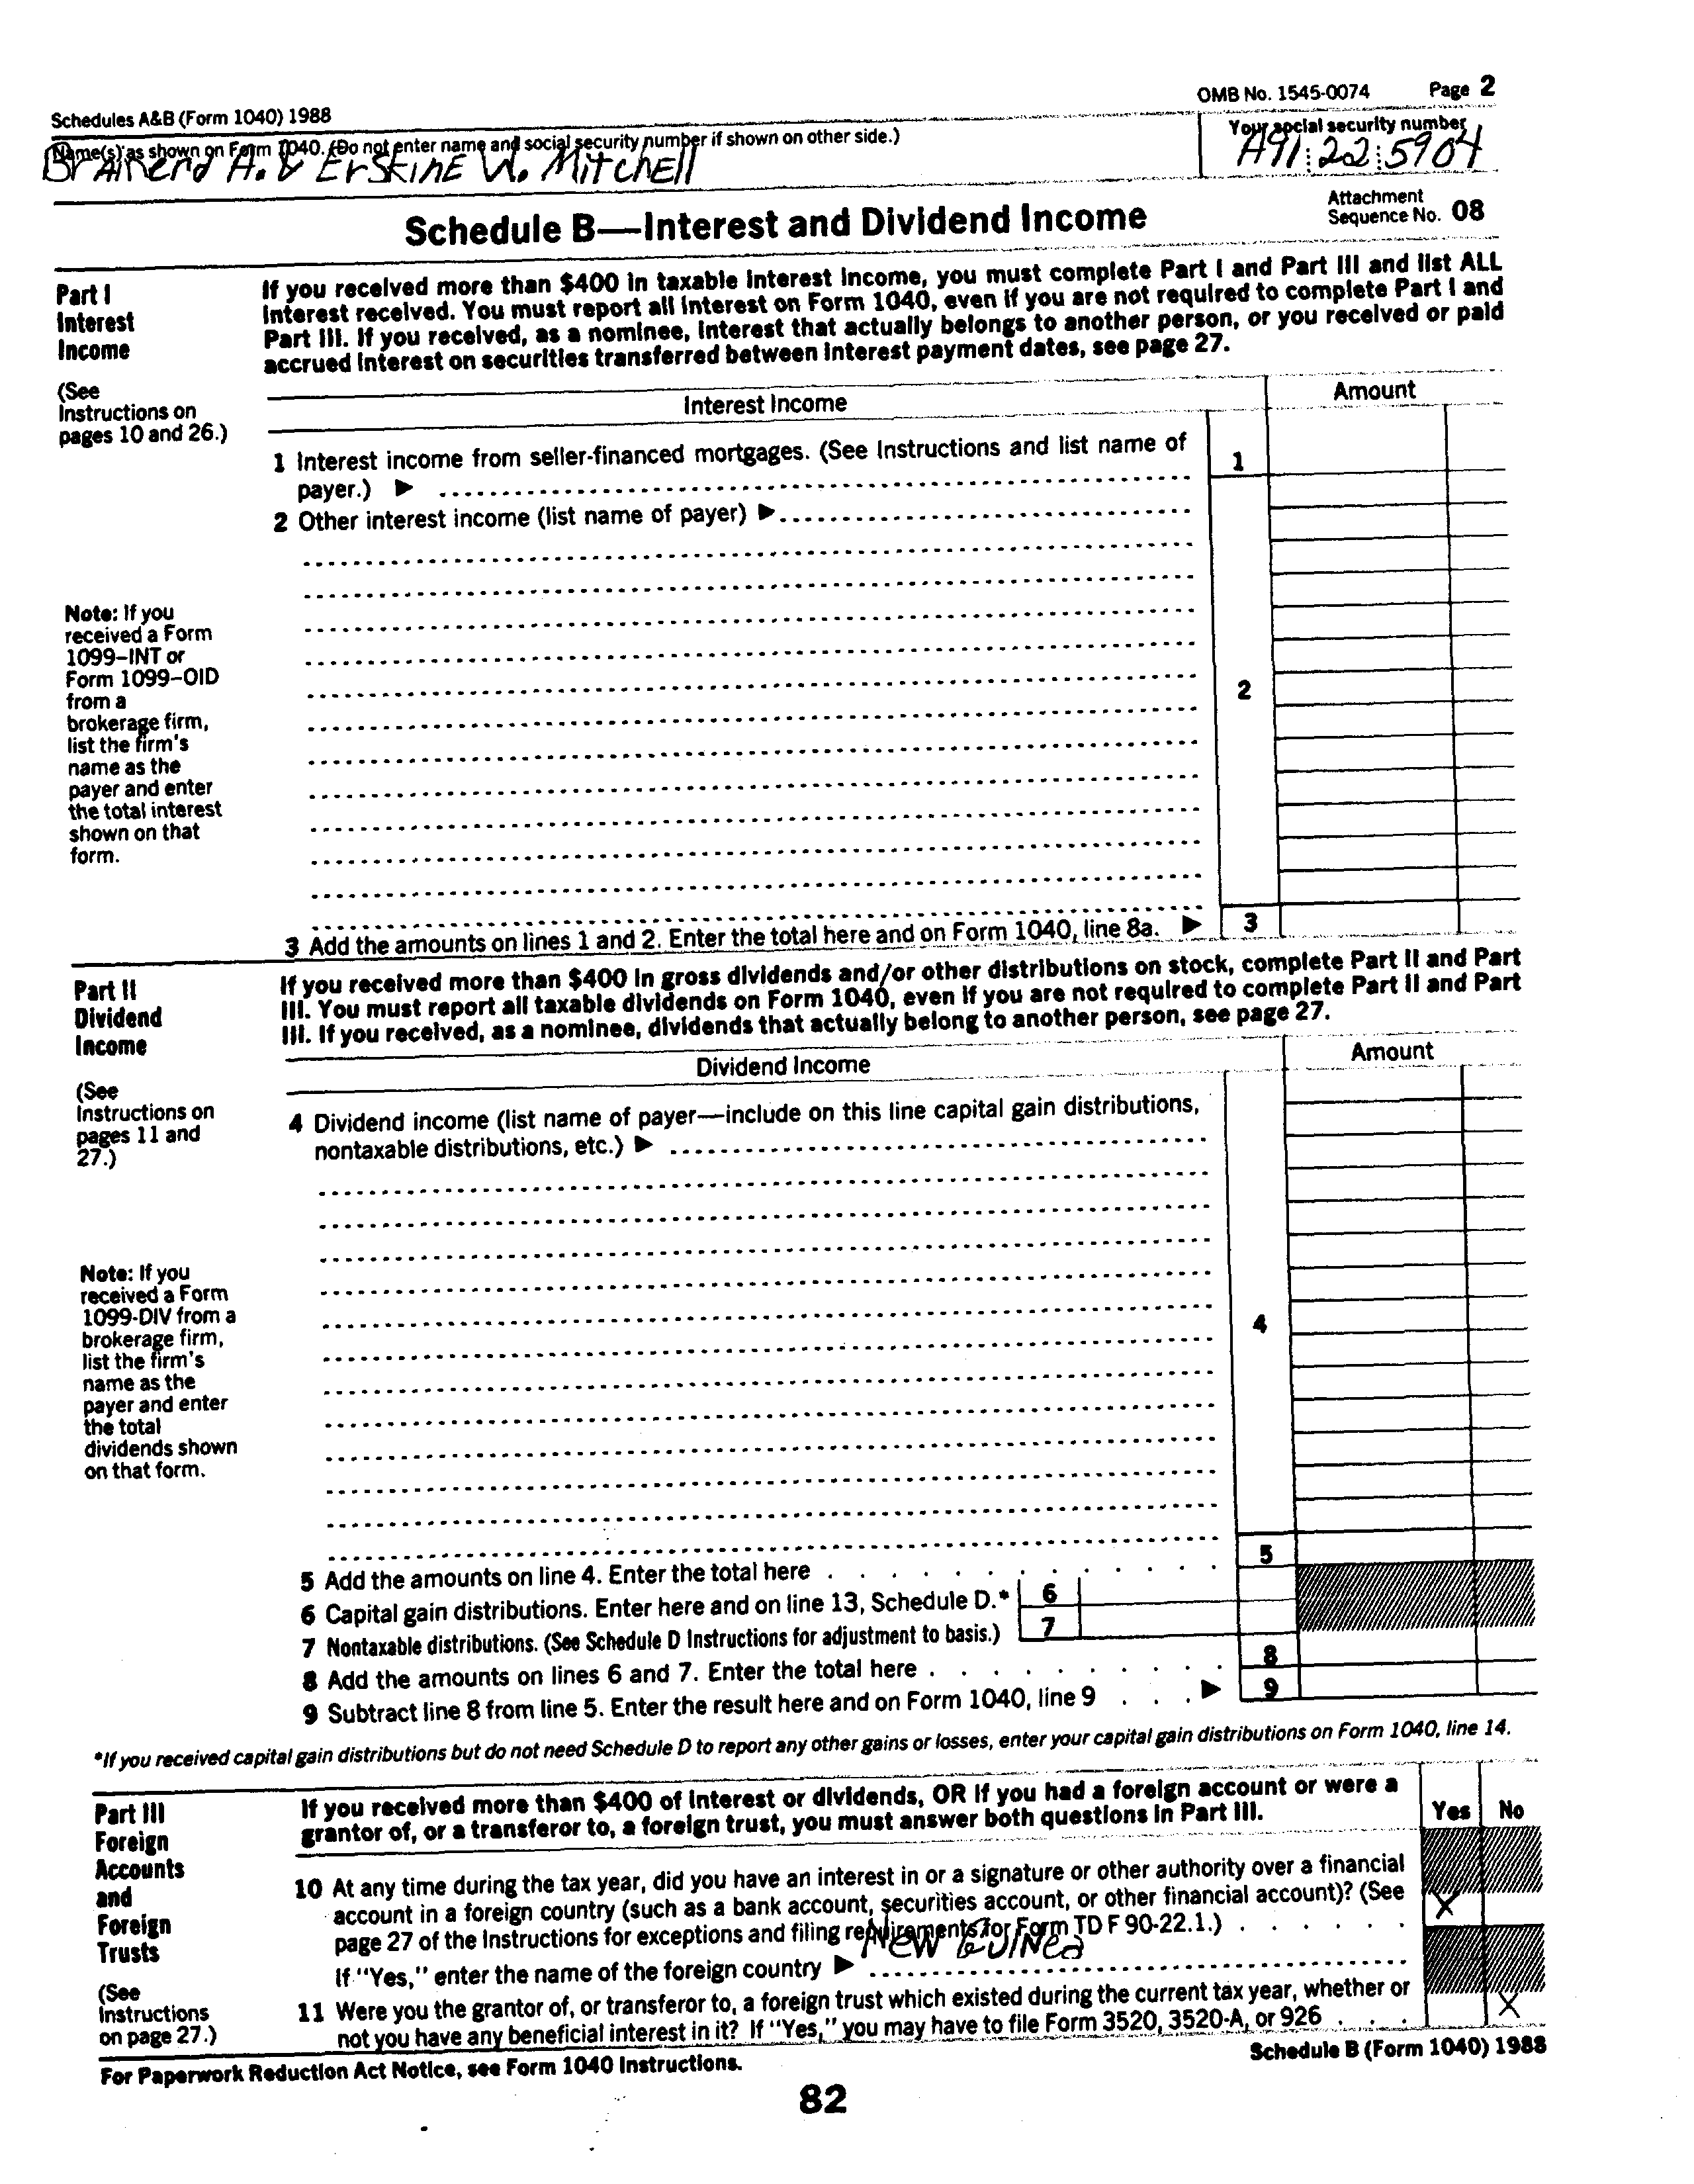 Schedules A&B (Form 1040) 1988
OMB No. 1545-0074 Page 2
Name(s) as shown on Form 1040. (Do not enter name and social security number if shown on other side.)
Your social security number
Brainerd A. & Erskine W. Mitchell
A91 22 5904
Schedule B—Interest and Dividend Income
Attachment
Sequence No. 08
Part I
Interest
Income
(See
Instructions on
pages 10 and 26.)
If you received more than $400 in taxable interest income, you must complete Part I and Part III and list ALL
interest received. You must report all interest on Form 1040, even if you are not required to complete Part I and
Part III. If you received, as a nominee, interest that actually belongs to another person, or you received or paid
accrued interest on securities transferred between interest payment dates, see page 27.
Interest Income
Amount
1 Interest income from seller-financed mortgages. (See Instructions and list name of
payer.) ▶
1
2 Other interest income (list name of payer) ▶
Note: If you
received a Form
1099–INT or
Form 1099–OID
from a
brokerage firm,
list the firm's
name as the
payer and enter
the total interest
shown on that
form.
2
3 Add the amounts on lines 1 and 2. Enter the total here and on Form 1040, line 8a. ▶ 3
Part II
Dividend
Income
(See
Instructions on
pages 11 and
27.)
If you received more than $400 in gross dividends and/or other distributions on stock, complete Part II and Part
III. You must report all taxable dividends on Form 1040, even if you are not required to complete Part II and Part
III. If you received, as a nominee, dividends that actually belong to another person, see page 27.
Dividend Income
Amount
4 Dividend income (list name of payer—include on this line capital gain distributions,
nontaxable distributions, etc.) ▶
Note: If you
received a Form
1099-DIV from a
brokerage firm,
list the firm's
name as the
payer and enter
the total
dividends shown
on that form.
4
5 Add the amounts on line 4. Enter the total here . . . . . . . . . . . . 5
6 Capital gain distributions. Enter here and on line 13, Schedule D.* 6
7 Nontaxable distributions. (See Schedule D Instructions for adjustment to basis.) 7
8 Add the amounts on lines 6 and 7. Enter the total here . . . . . . . . . . 8
9 Subtract line 8 from line 5. Enter the result here and on Form 1040, line 9 . . . ▶ 9
*If you received capital gain distributions but do not need Schedule D to report any other gains or losses, enter your capital gain distributions on Form 1040, line 14.
Part III
Foreign
Accounts
and
Foreign
Trusts
(See
Instructions
on page 27.)
If you received more than $400 of interest or dividends, OR if you had a foreign account or were a
grantor of, or a transferor to, a foreign trust, you must answer both questions in Part III.
Yes No
10 At any time during the tax year, did you have an interest in or a signature or other authority over a financial
account in a foreign country (such as a bank account, securities account, or other financial account)? (See
page 27 of the Instructions for exceptions and filing requirements for Form TD F 90-22.1.) . . . . . . X
If "Yes," enter the name of the foreign country ▶ New Guinea
11 Were you the grantor of, or transferor to, a foreign trust which existed during the current tax year, whether or
not you have any beneficial interest in it? If "Yes," you may have to file Form 3520, 3520-A, or 926 . . . X
For Paperwork Reduction Act Notice, see Form 1040 Instructions.
Schedule B (Form 1040) 1988
82